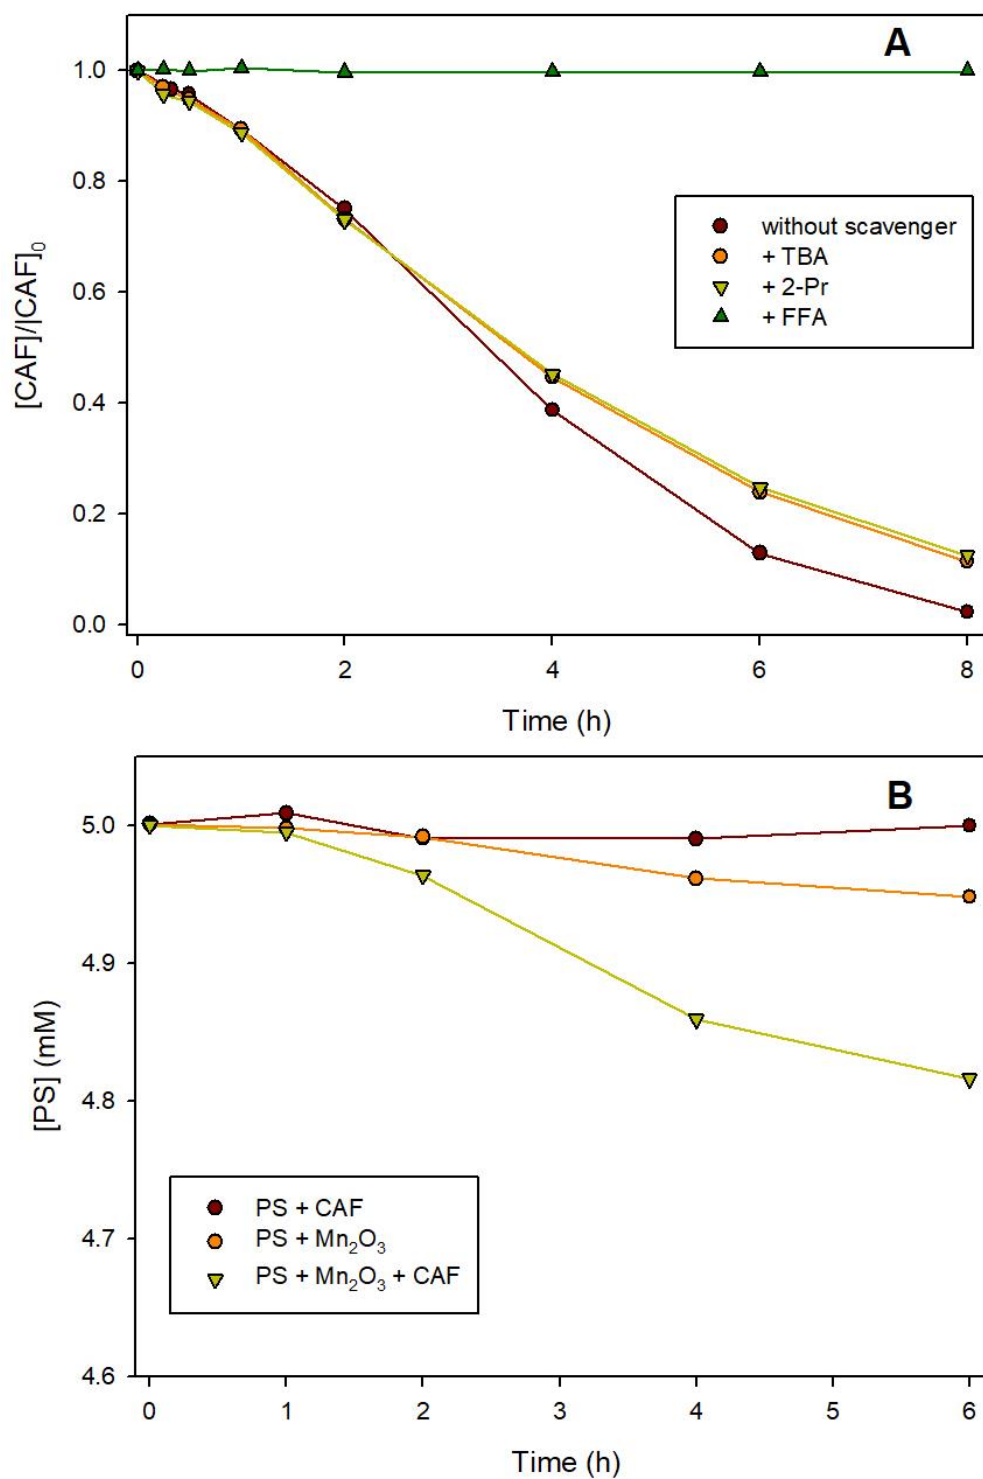 A
1.0
0.8
0.6
0.4
0.2
0.0
[CAF]/[CAF]₀
without scavenger
+ TBA
+ 2-Pr
+ FFA
0 2 4 6 8
Time (h)
B
5.0
4.9
4.8
4.7
4.6
[PS] (mM)
PS + CAF
PS + Mn₂O₃
PS + Mn₂O₃ + CAF
0 1 2 3 4 5 6
Time (h)